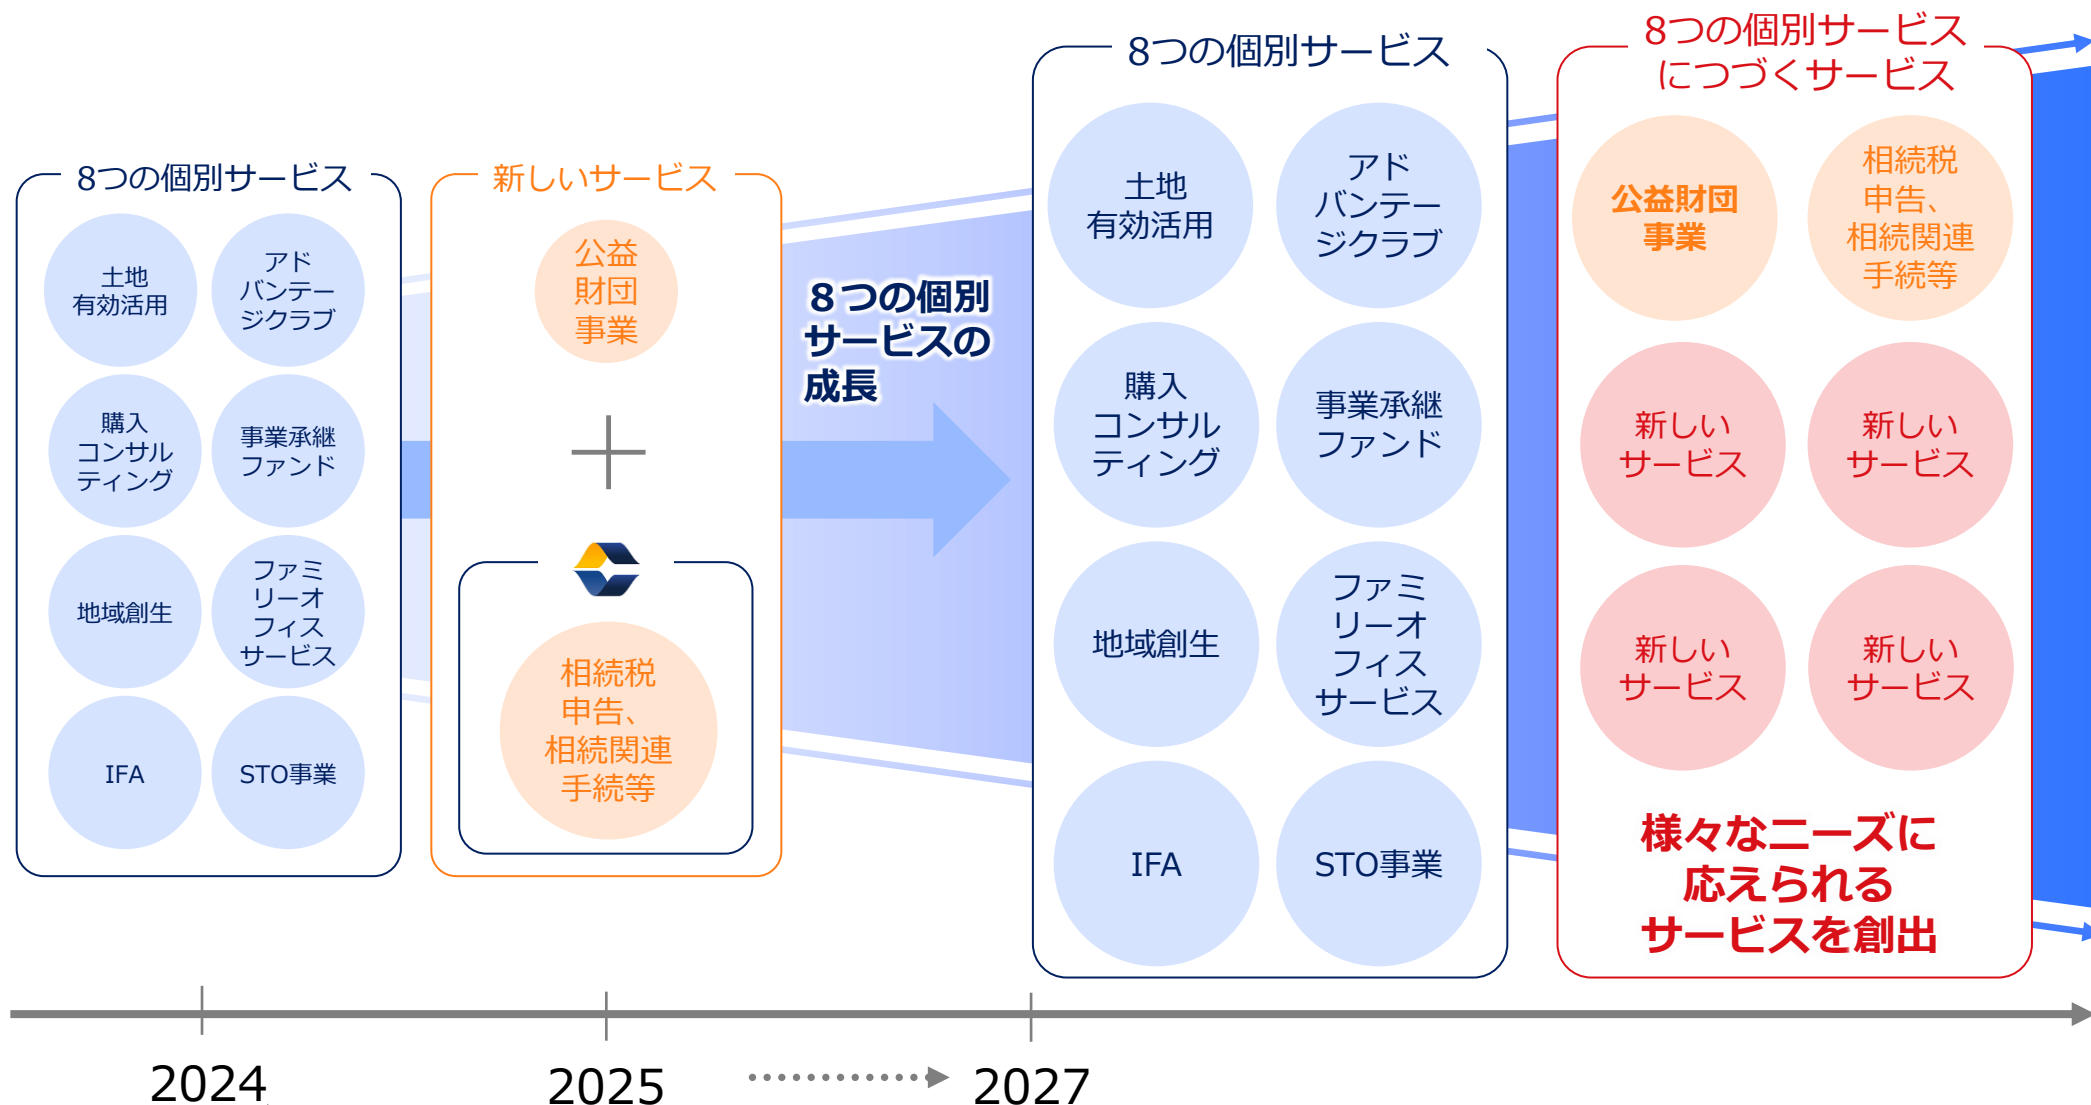 8つの個別サービス
土地
有効活用
アド
バンテー
ジクラブ
購入
コンサル
ティング
事業承継
ファンド
地域創生
ファミ
リーオ
フィス
サービス
IFA
STO事業
新しいサービス
公益
財団
事業
相続税
申告、
相続関連
手続等
8つの個別
サービスの
成長
8つの個別サービス
土地
有効活用
アド
バンテー
ジクラブ
購入
コンサル
ティング
事業承継
ファンド
地域創生
ファミ
リーオ
フィス
サービス
IFA
STO事業
8つの個別サービス
につづくサービス
公益財団
事業
相続税
申告、
相続関連
手続等
新しい
サービス
新しい
サービス
新しい
サービス
新しい
サービス
様々なニーズに
応えられる
サービスを創出
2024
2025
2027